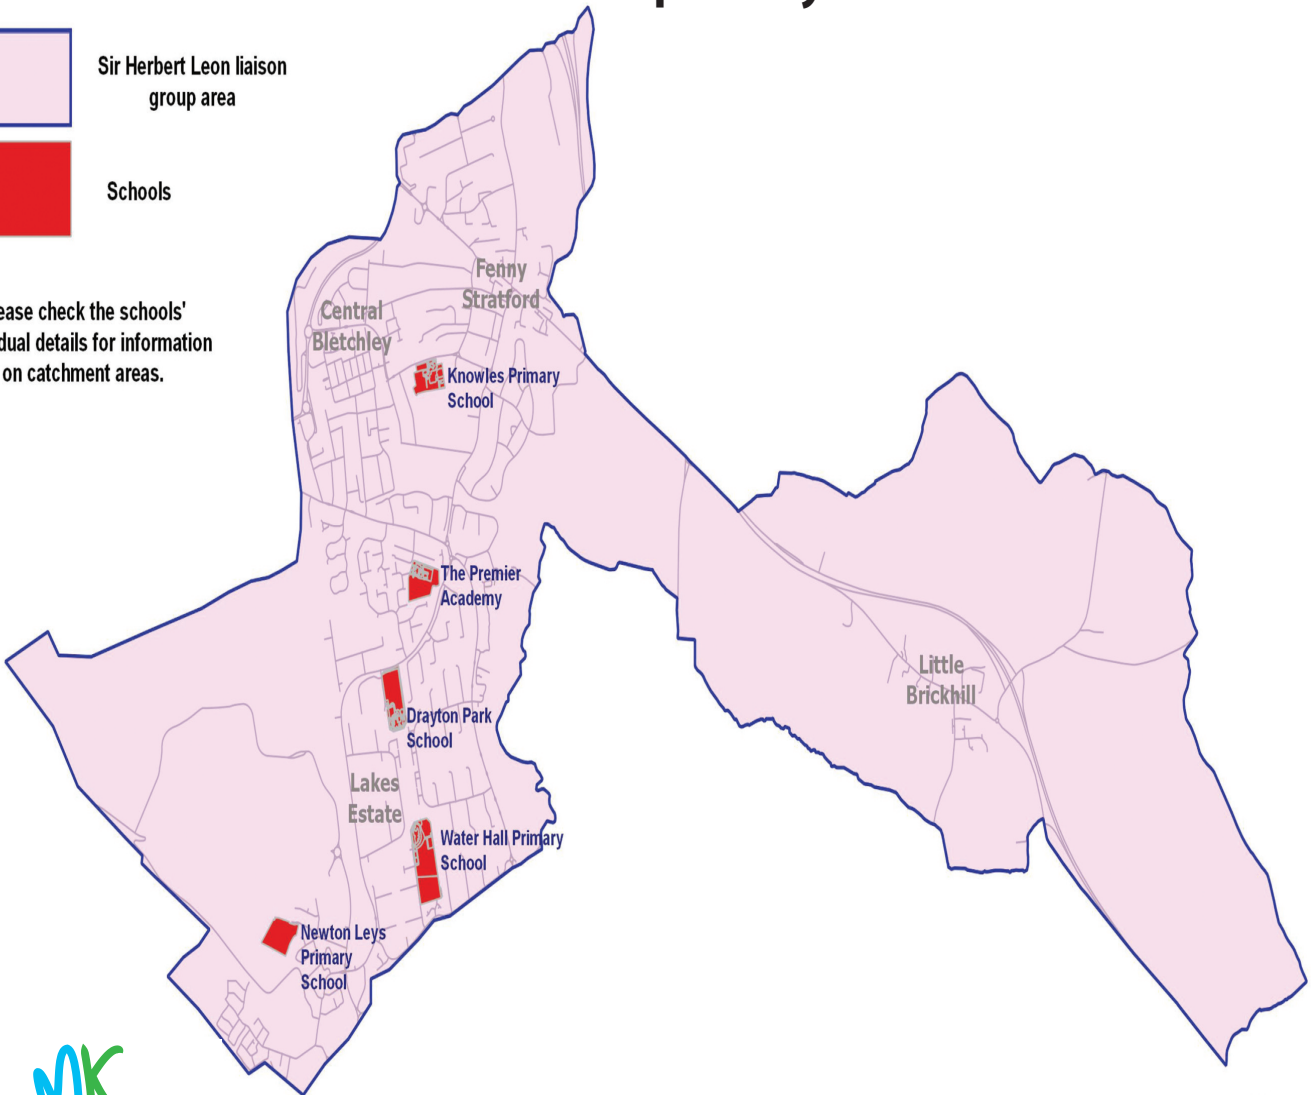 Sir Herbert Leon liaison
group area
Schools
ease check the schools'
dual details for information
on catchment areas.
Fenny
Stratford
Central
Bletchley
Knowles Primary
School
The Premier
Academy
Little
Brickhill
Drayton Park
School
Lakes
Estate
Water Hall Primary
School
Newton Leys
Primary
School
MK